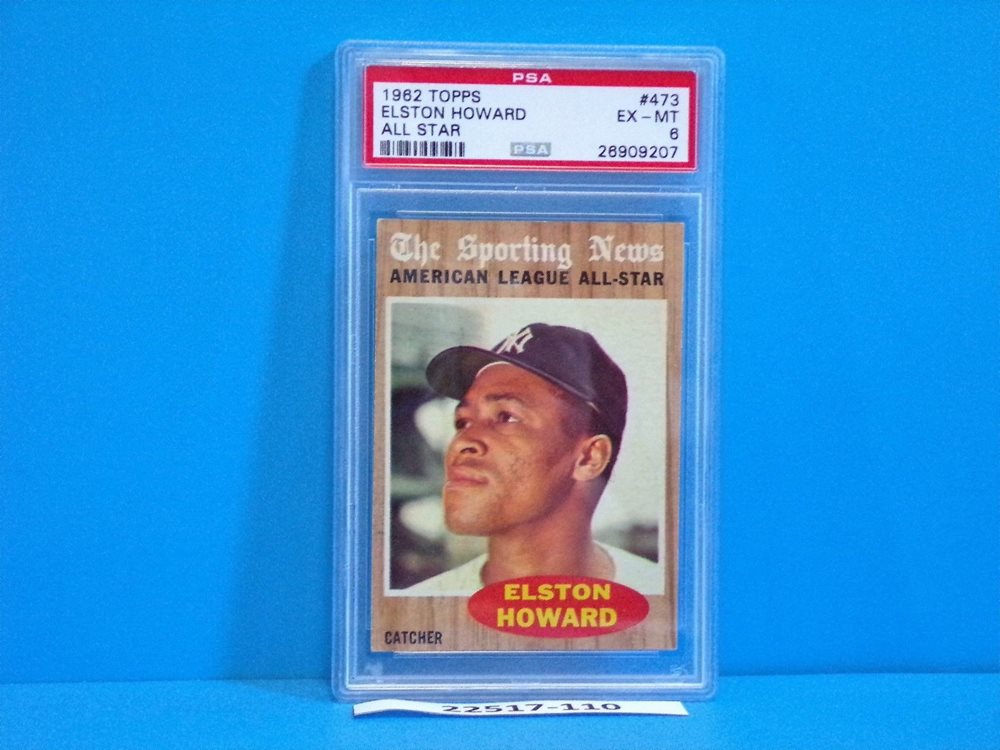 PSA
1962 TOPPS #473
ELSTON HOWARD EX-MT
ALL STAR 6
PSA 26909207
The Sporting News
AMERICAN LEAGUE ALL-STAR
NY
ELSTON
HOWARD
CATCHER
22517-110